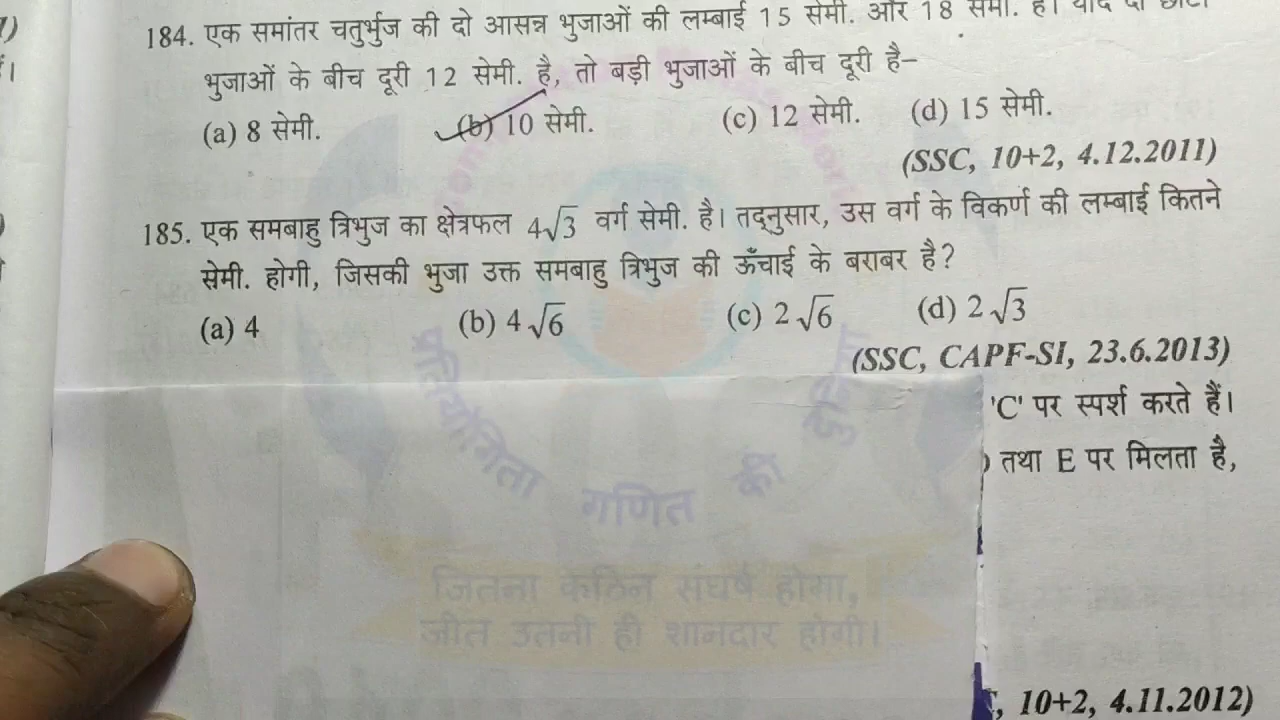 184. एक समांतर चतुर्भुज की दो आसन्न भुजाओं की लम्बाई 15 सेमी. और 18 सेमी. है। यदि दो छोटी
भुजाओं के बीच दूरी 12 सेमी. है, तो बड़ी भुजाओं के बीच दूरी है–
(a) 8 सेमी. (b) 10 सेमी. (c) 12 सेमी. (d) 15 सेमी.
(SSC, 10+2, 4.12.2011)
185. एक समबाहु त्रिभुज का क्षेत्रफल 4√3 वर्ग सेमी. है। तद्नुसार, उस वर्ग के विकर्ण की लम्बाई कितने
सेमी. होगी, जिसकी भुजा उक्त समबाहु त्रिभुज की ऊँचाई के बराबर है?
(a) 4 (b) 4√6 (c) 2√6 (d) 2√3
(SSC, CAPF-SI, 23.6.2013)
'C' पर स्पर्श करते हैं।
तथा E पर मिलता है,
प्रतियोगिता गणित की
जितना कठिन संघर्ष होगा,
जीत उतनी ही शानदार होगी।
, 10+2, 4.11.2012)